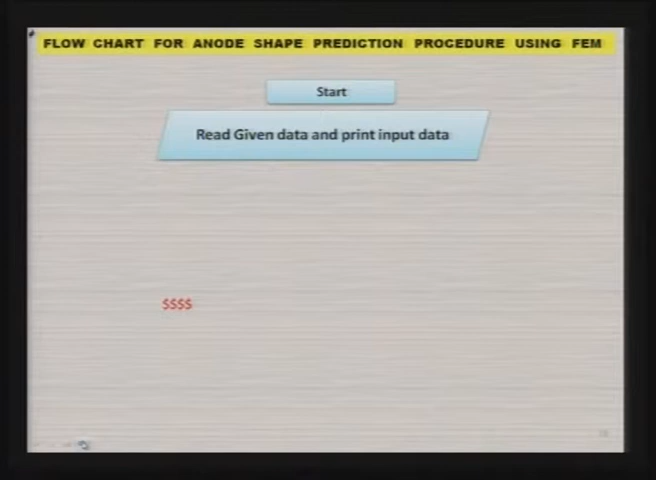 FLOW CHART FOR ANODE SHAPE PREDICTION PROCEDURE USING FEM
Start
Read Given data and print input data
$$$$